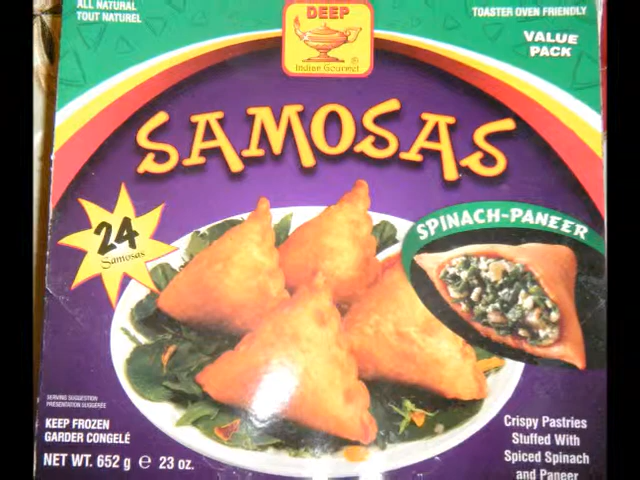 ALL NATURAL
TOUT NATUREL
DEEP
Indian Gourmet
®
TOASTER OVEN FRIENDLY
VALUE
PACK
SAMOSAS
24
Samosas
SPINACH-PANEER
SERVING SUGGESTION
PRÉSENTATION SUGGÉRÉE
KEEP FROZEN
GARDER CONGELÉ
NET WT. 652 g ℮ 23 oz.
Crispy Pastries
Stuffed With
Spiced Spinach
and Paneer